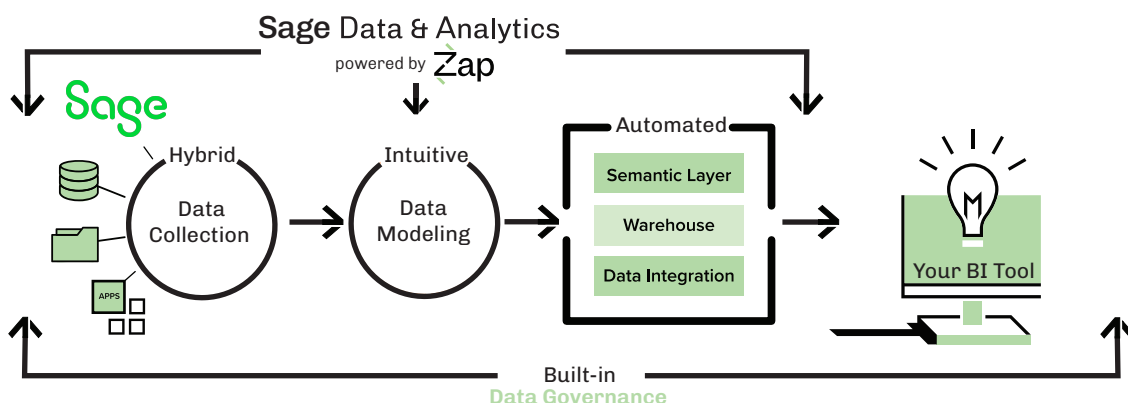 Sage Data & Analytics
powered by Zap
Sage
Hybrid
Data
Collection
APPS
Intuitive
Data
Modeling
Automated
Semantic Layer
Warehouse
Data Integration
Your BI Tool
Built-in
Data Governance